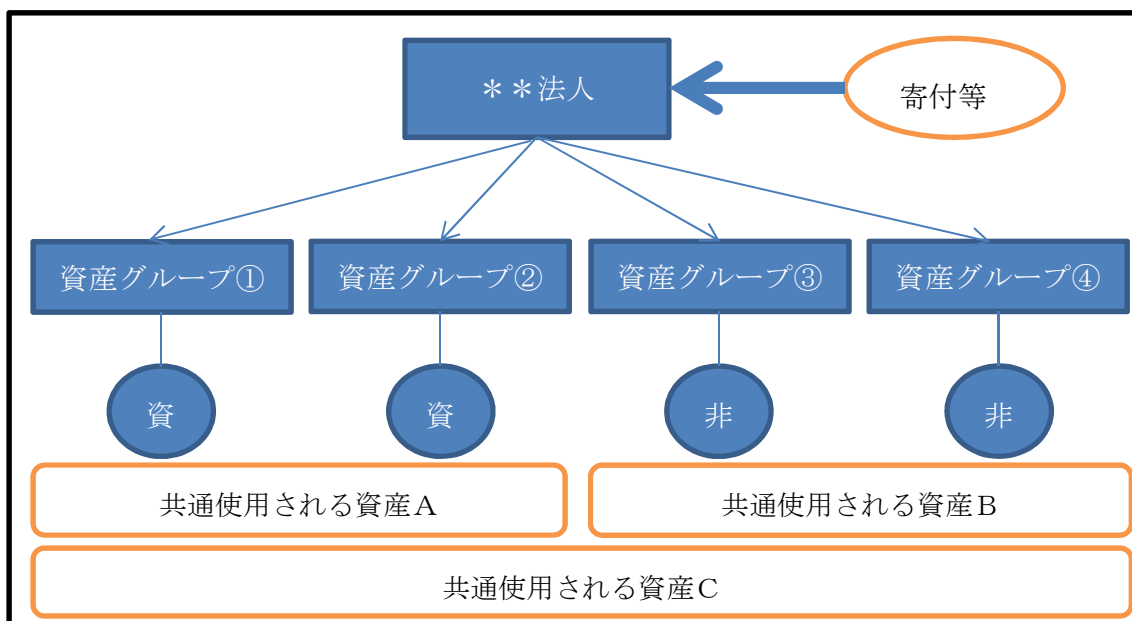 ＊＊法人
寄付等
資産グループ①
資産グループ②
資産グループ③
資産グループ④
資
資
非
非
共通使用される資産Ａ
共通使用される資産Ｂ
共通使用される資産Ｃ